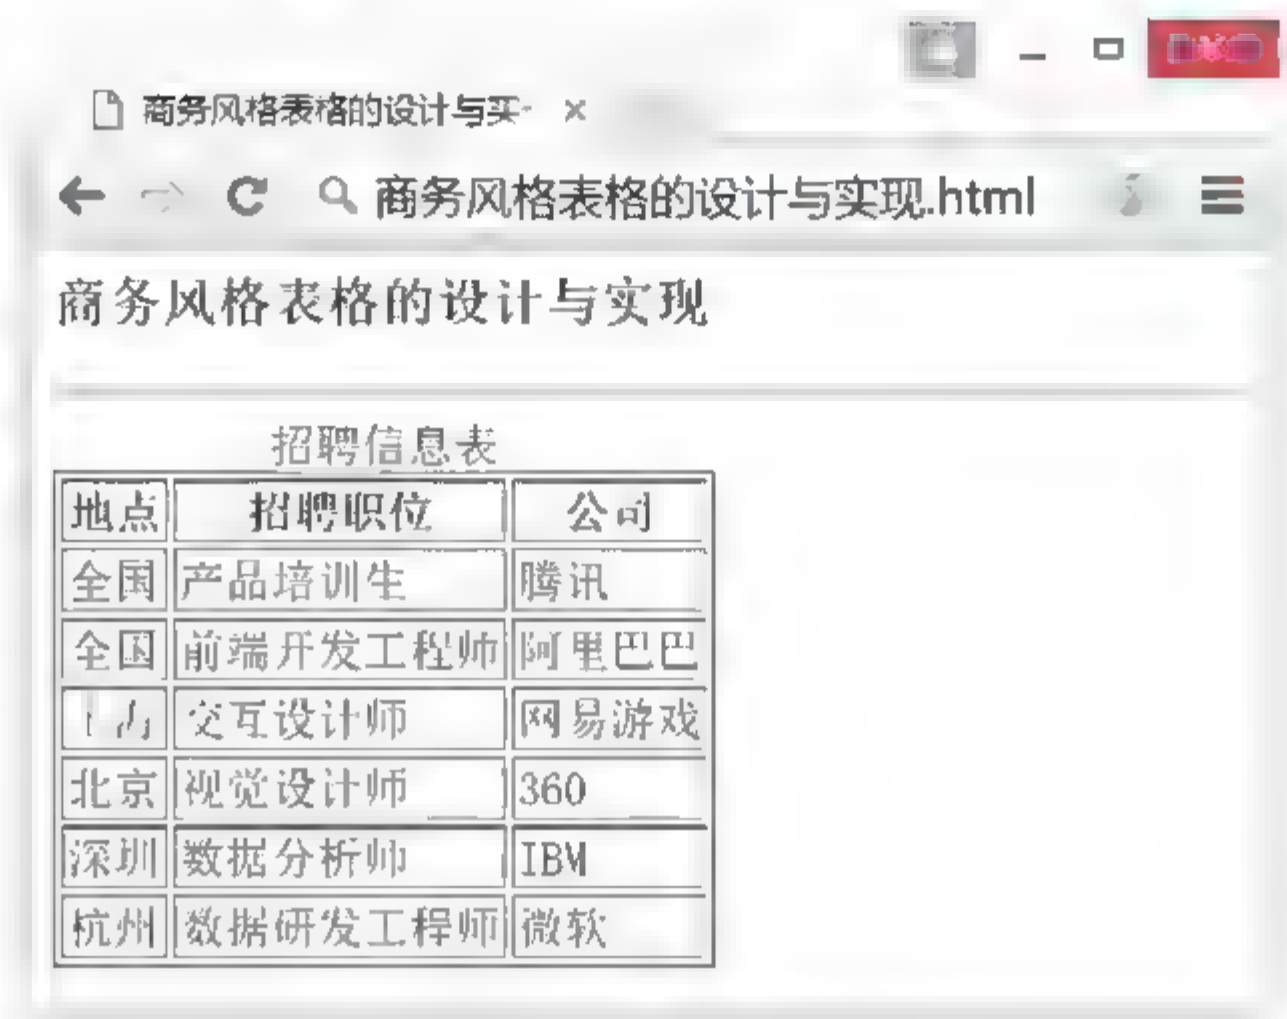 商务风格表格的设计与实
商务风格表格的设计与实现.html
商务风格表格的设计与实现
招聘信息表
地点 招聘职位 公司
全国 产品培训生 腾讯
全国 前端开发工程师 阿里巴巴
交互设计师 网易游戏
北京 视觉设计师 360
深圳 数据分析师 IBM
杭州 数据研发工程师 微软